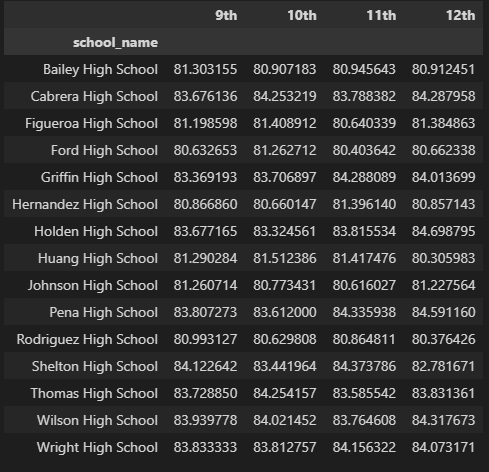 9th 10th 11th 12th
school_name
Bailey High School 81.303155 80.907183 80.945643 80.912451
Cabrera High School 83.676136 84.253219 83.788382 84.287958
Figueroa High School 81.198598 81.408912 80.640339 81.384863
Ford High School 80.632653 81.262712 80.403642 80.662338
Griffin High School 83.369193 83.706897 84.288089 84.013699
Hernandez High School 80.866860 80.660147 81.396140 80.857143
Holden High School 83.677165 83.324561 83.815534 84.698795
Huang High School 81.290284 81.512386 81.417476 80.305983
Johnson High School 81.260714 80.773431 80.616027 81.227564
Pena High School 83.807273 83.612000 84.335938 84.591160
Rodriguez High School 80.993127 80.629808 80.864811 80.376426
Shelton High School 84.122642 83.441964 84.373786 82.781671
Thomas High School 83.728850 84.254157 83.585542 83.831361
Wilson High School 83.939778 84.021452 83.764608 84.317673
Wright High School 83.833333 83.812757 84.156322 84.073171